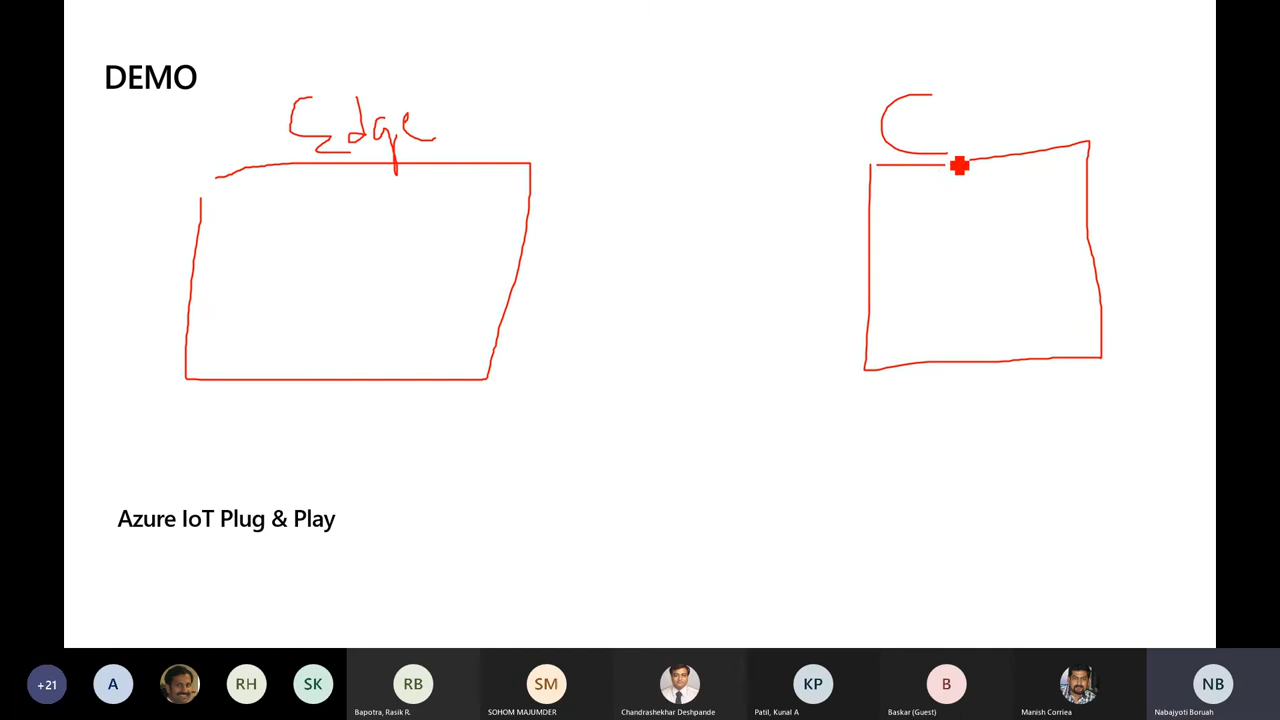 DEMO
Edge
C
Azure IoT Plug & Play
+21
A
RH
SK
RB
SM
KP
B
NB
Bapotra, Rasik R.
SOHOM MAJUMDER
Chandrashekhar Deshpande
Patil, Kunal A
Baskar (Guest)
Manish Corriea
Nabajyoti Boruah